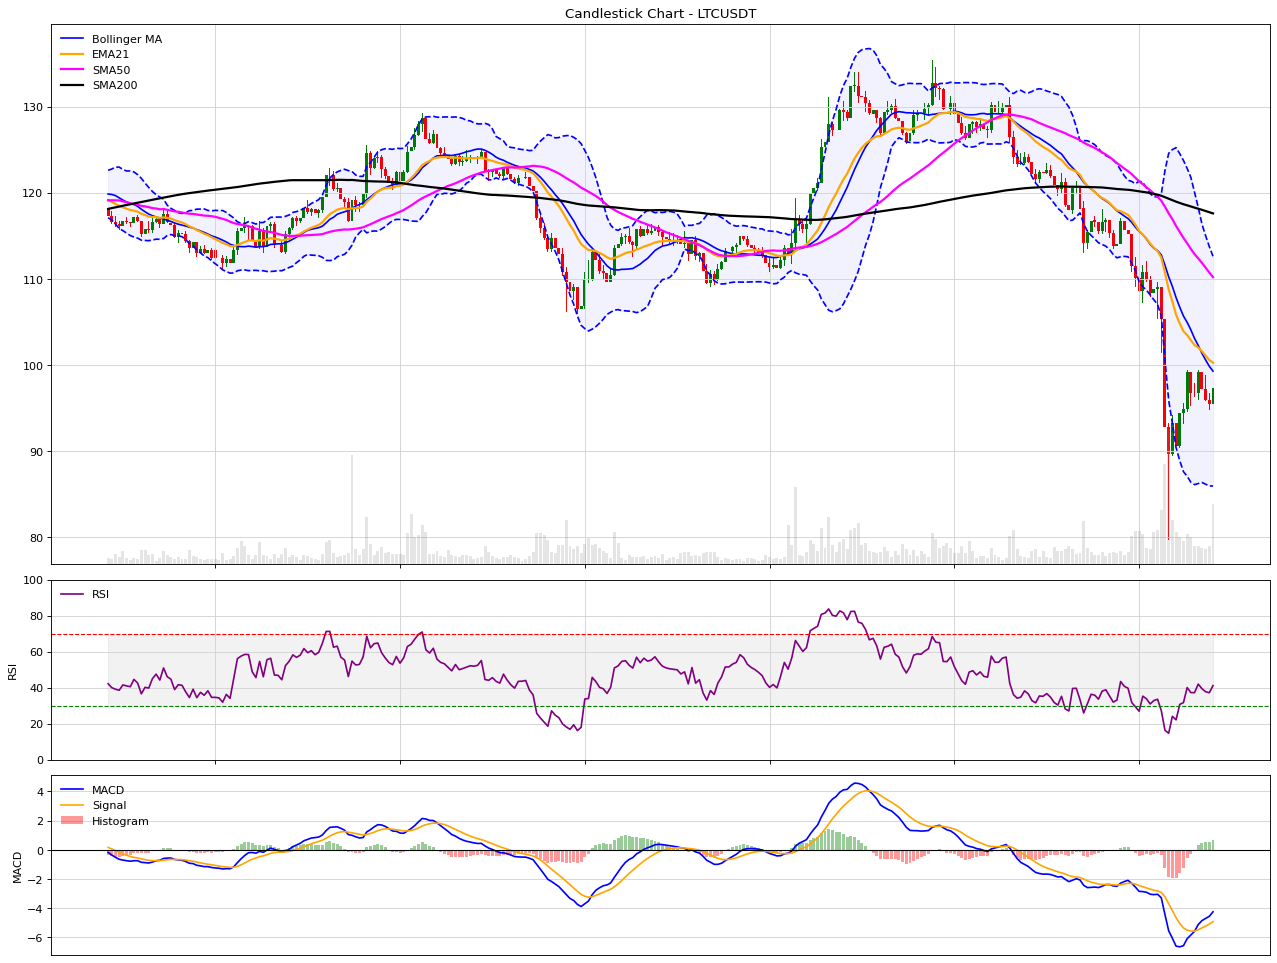 Candlestick Chart - LTCUSDT
Bollinger MA
EMA21
SMA50
SMA200
130
120
110
100
90
80
100
80
60
40
20
0
RSI
RSI
4
2
0
−2
−4
−6
MACD
MACD
Signal
Histogram